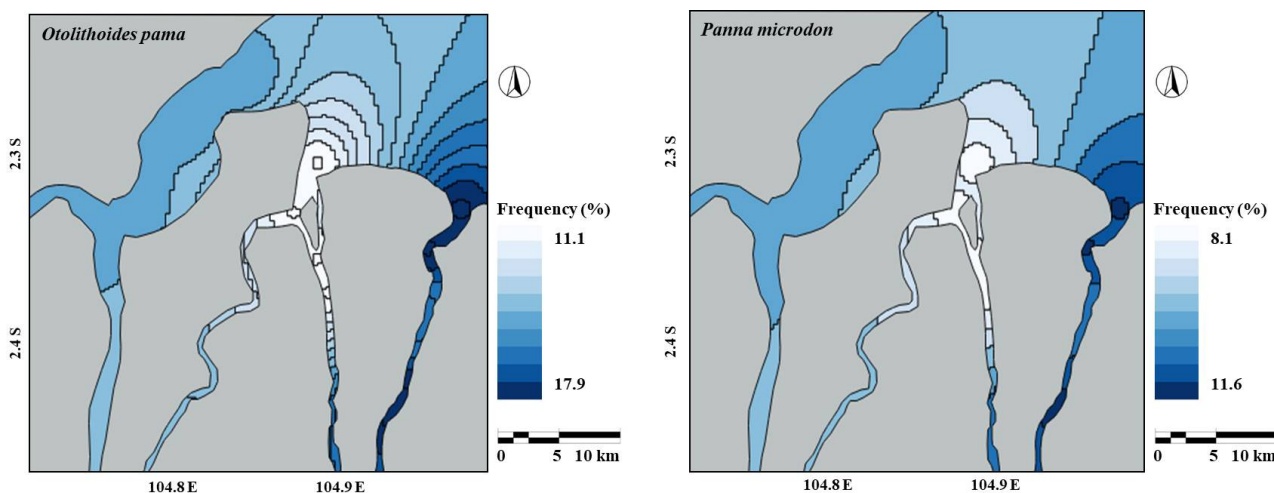 Otolithoides pama
2.3 S
2.4 S
104.8 E
104.9 E
Frequency (%)
11.1
17.9
0 5 10 km
Panna microdon
2.3 S
2.4 S
104.8 E
104.9 E
Frequency (%)
8.1
11.6
0 5 10 km